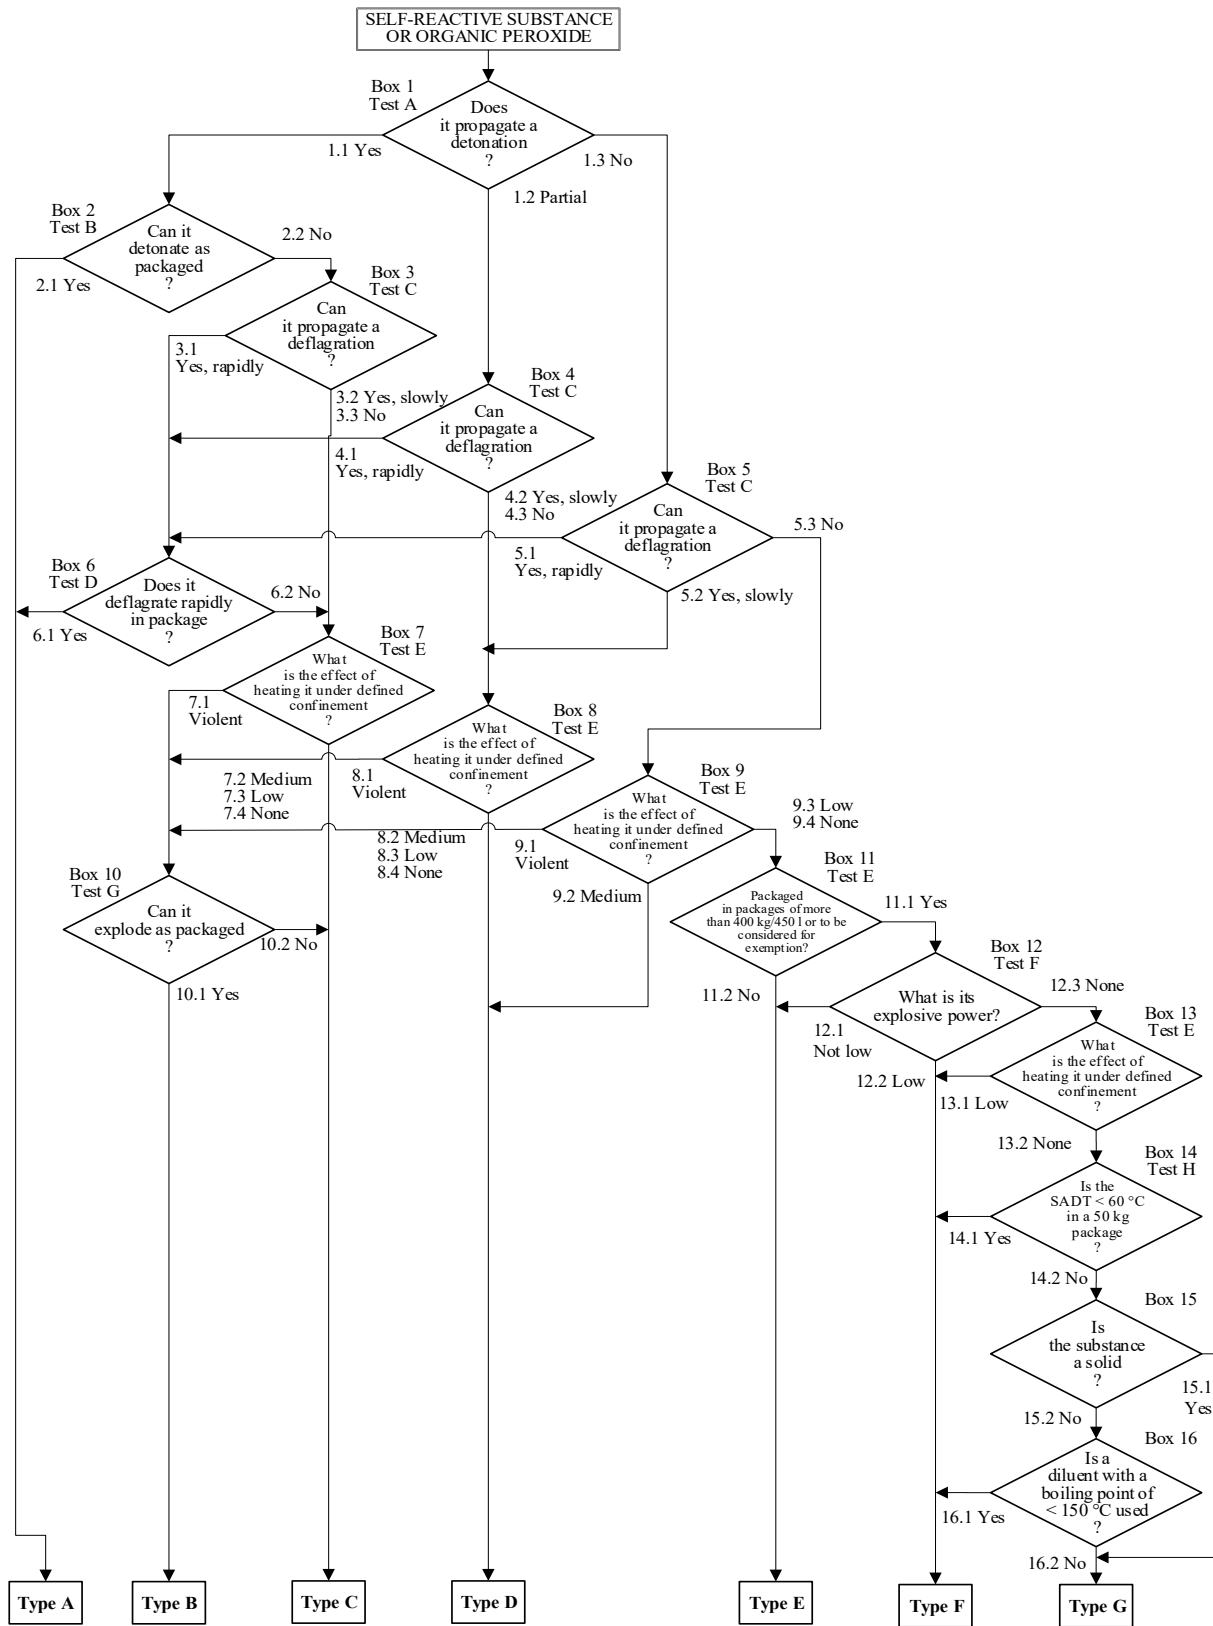 SELF-REACTIVE SUBSTANCE
OR ORGANIC PEROXIDE
Box 1
Test A
Does
it propagate a
detonation
?
1.1 Yes
1.3 No
1.2 Partial
Box 2
Test B
Can it
detonate as
packaged
?
2.2 No
2.1 Yes
Box 3
Test C
Can
it propagate a
deflagration
?
3.1
Yes, rapidly
3.2 Yes, slowly
3.3 No
Box 4
Test C
Can
it propagate a
deflagration
?
4.1
Yes, rapidly
4.2 Yes, slowly
4.3 No
Box 5
Test C
Can
it propagate a
deflagration
?
5.3 No
5.1
Yes, rapidly
5.2 Yes, slowly
Box 6
Test D
Does it
deflagrate rapidly
in package
?
6.2 No
6.1 Yes
Box 7
Test E
What
is the effect of
heating it under defined
confinement
?
7.1
Violent
7.2 Medium
7.3 Low
7.4 None
Box 8
Test E
What
is the effect of
heating it under defined
confinement
?
8.1
Violent
8.2 Medium
8.3 Low
8.4 None
Box 9
Test E
What
is the effect of
heating it under defined
confinement
?
9.3 Low
9.4 None
9.1
Violent
9.2 Medium
Box 10
Test G
Can it
explode as packaged
?
10.2 No
10.1 Yes
Box 11
Test E
Packaged
in packages of more
than 400 kg/450 l or to be
considered for
exemption?
11.1 Yes
11.2 No
Box 12
Test F
What is its
explosive power?
12.3 None
12.1
Not low
12.2 Low
Box 13
Test E
What
is the effect of
heating it under defined
confinement
?
13.1 Low
13.2 None
Box 14
Test H
Is the
SADT < 60 °C
in a 50 kg
package
?
14.1 Yes
14.2 No
Box 15
Is
the substance
a solid
?
15.1
Yes
15.2 No
Box 16
Is a
diluent with a
boiling point of
< 150 °C used
?
16.1 Yes
16.2 No
Type A
Type B
Type C
Type D
Type E
Type F
Type G